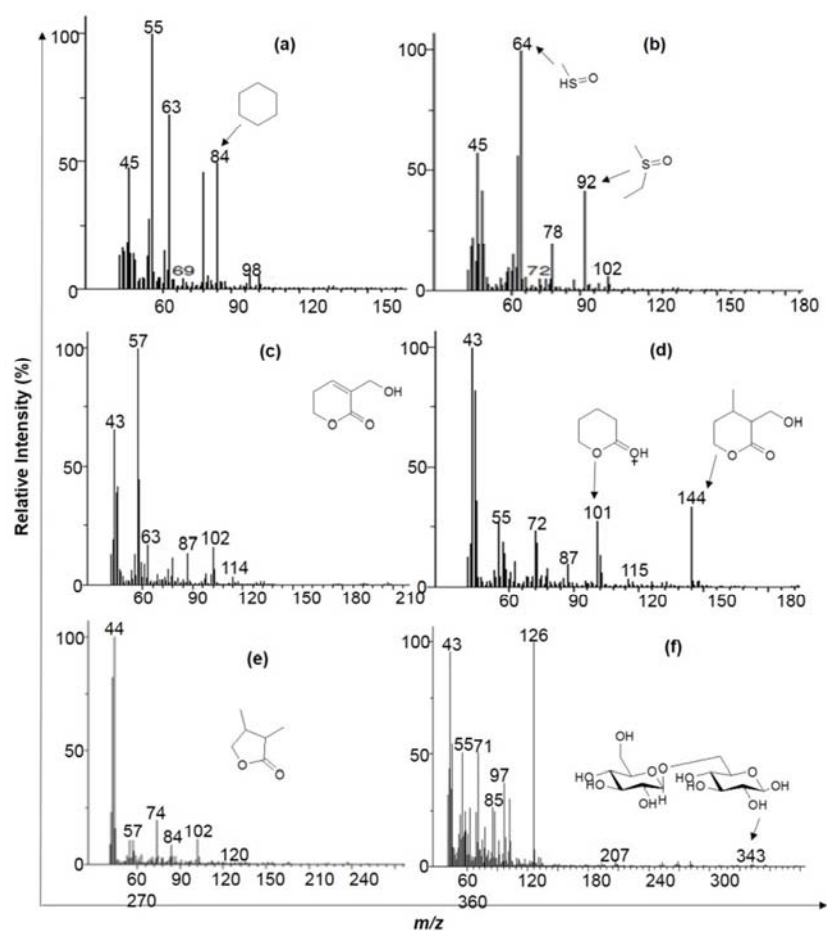 Relative Intensity (%)
(a)
100
50
0
45
55
63
69
84
98
60
90
120
150
(b)
100
50
0
45
64
72
78
92
102
HS
O
S
O
60
90
120
150
180
(c)
100
50
0
43
57
63
87
102
114
OH
O
O
60
90
120
150
180
210
(d)
100
50
0
43
55
72
87
101
115
144
O
OH
+
OH
O
O
60
90
120
150
180
(e)
100
50
0
44
57
74
84
102
120
O
O
60
90
120
150
180
210
240
270
(f)
100
50
0
43
55
71
85
97
126
207
343
OH
HO
HO
OH
H
O
O
O
HO
HO
OH
H
OH
60
120
180
240
300
360
m/z